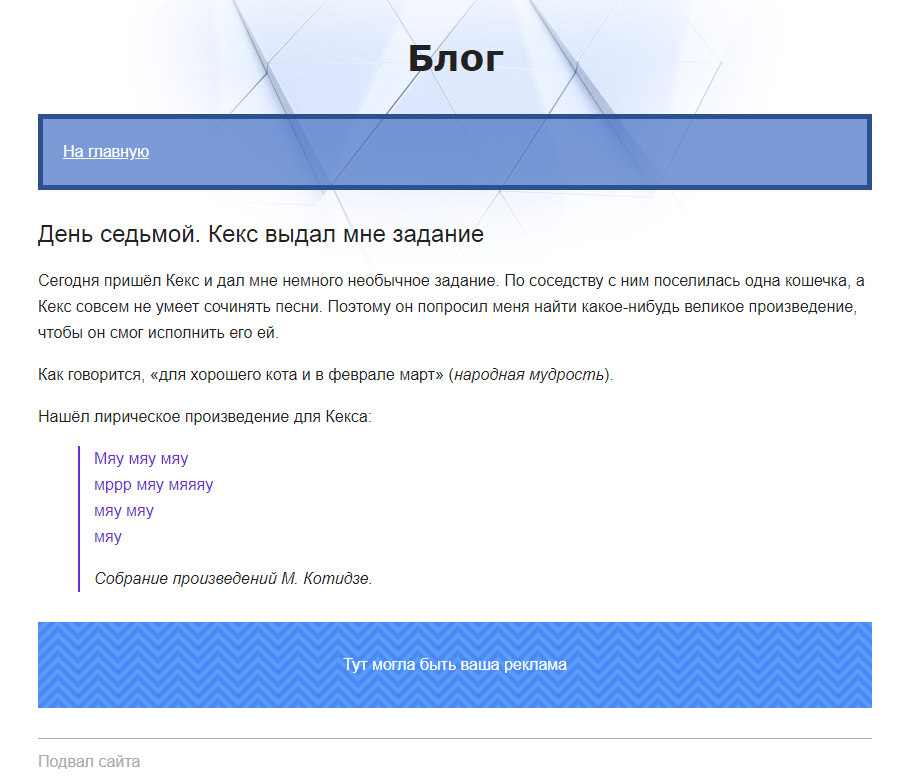 Блог
На главную
День седьмой. Кекс выдал мне задание
Сегодня пришёл Кекс и дал мне немного необычное задание. По соседству с ним поселилась одна кошечка, а
Кекс совсем не умеет сочинять песни. Поэтому он попросил меня найти какое-нибудь великое произведение,
чтобы он смог исполнить его ей.
Как говорится, «для хорошего кота и в феврале март» (народная мудрость).
Нашёл лирическое произведение для Кекса:
Мяу мяу мяу
мррр мяу мяяяу
мяу мяу
мяу
Собрание произведений М. Котидзе.
Тут могла быть ваша реклама
Подвал сайта